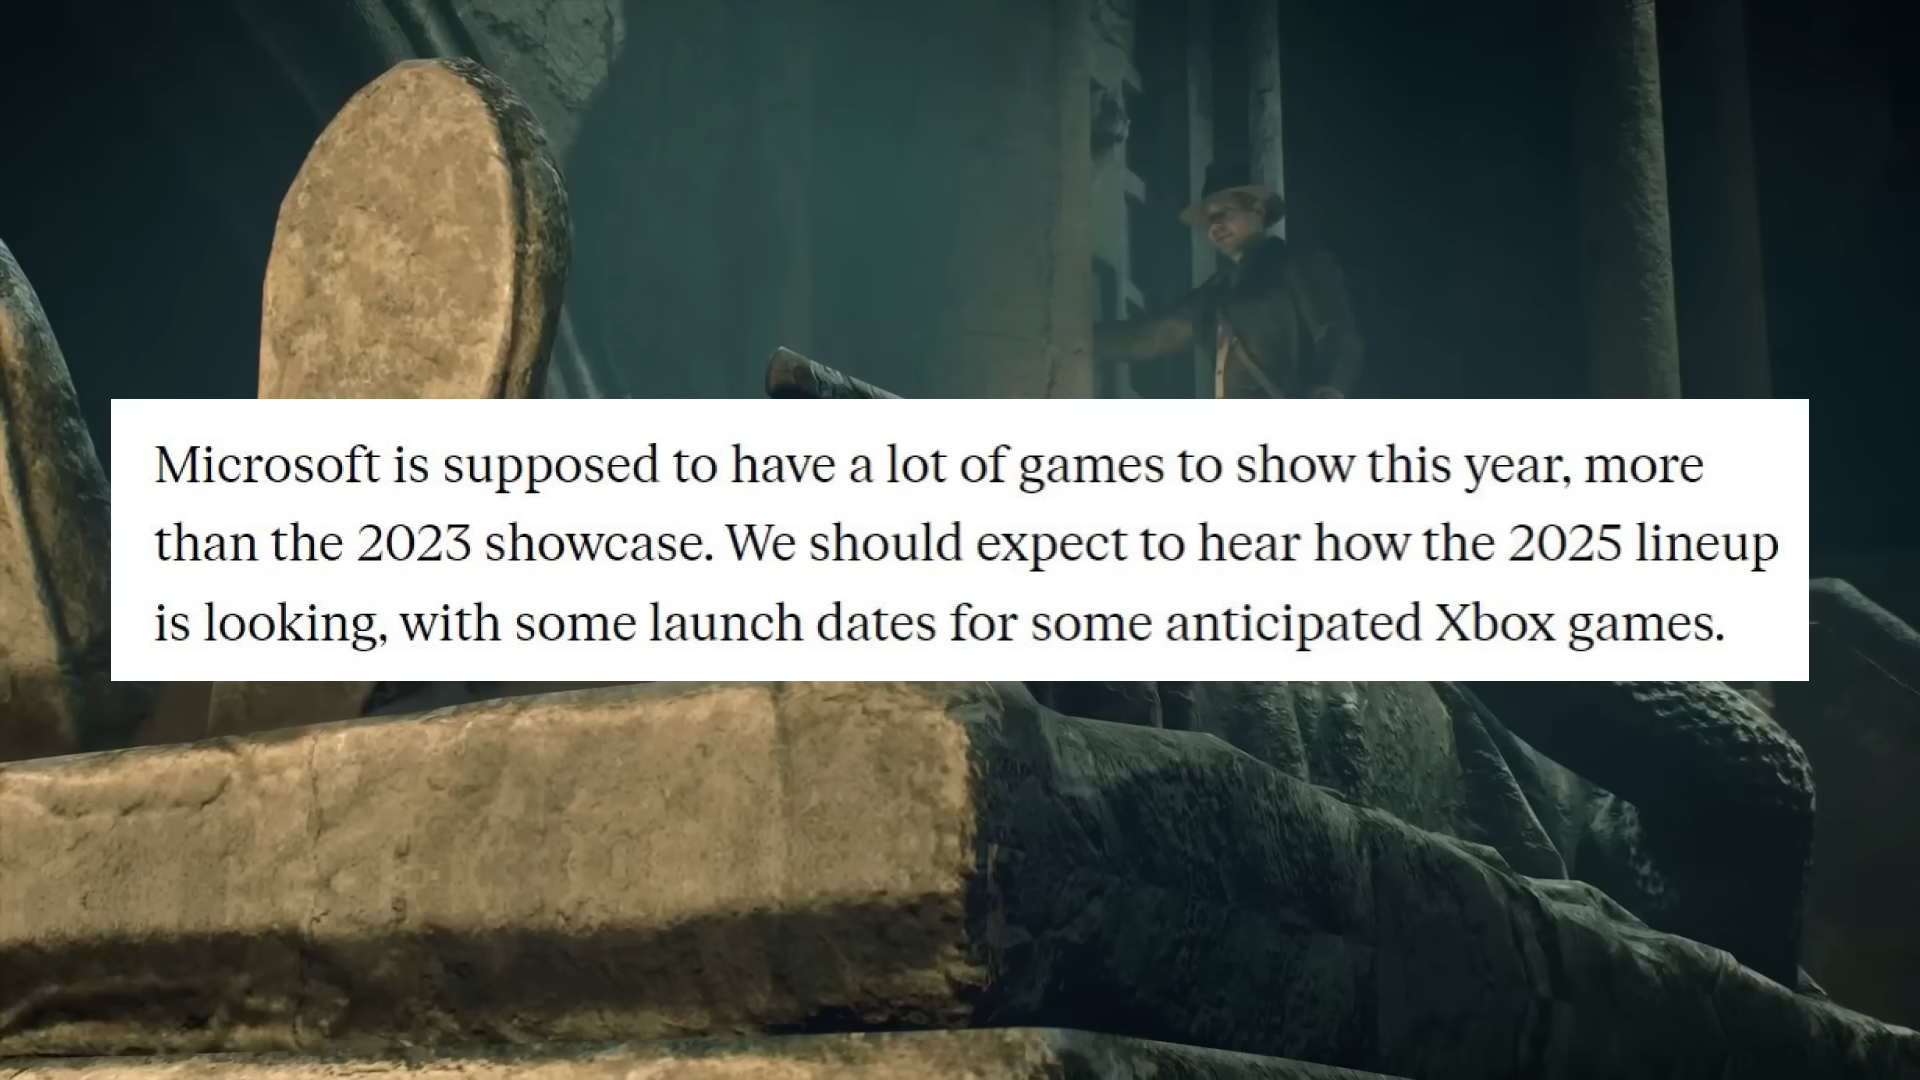 Microsoft is supposed to have a lot of games to show this year, more
than the 2023 showcase. We should expect to hear how the 2025 lineup
is looking, with some launch dates for some anticipated Xbox games.